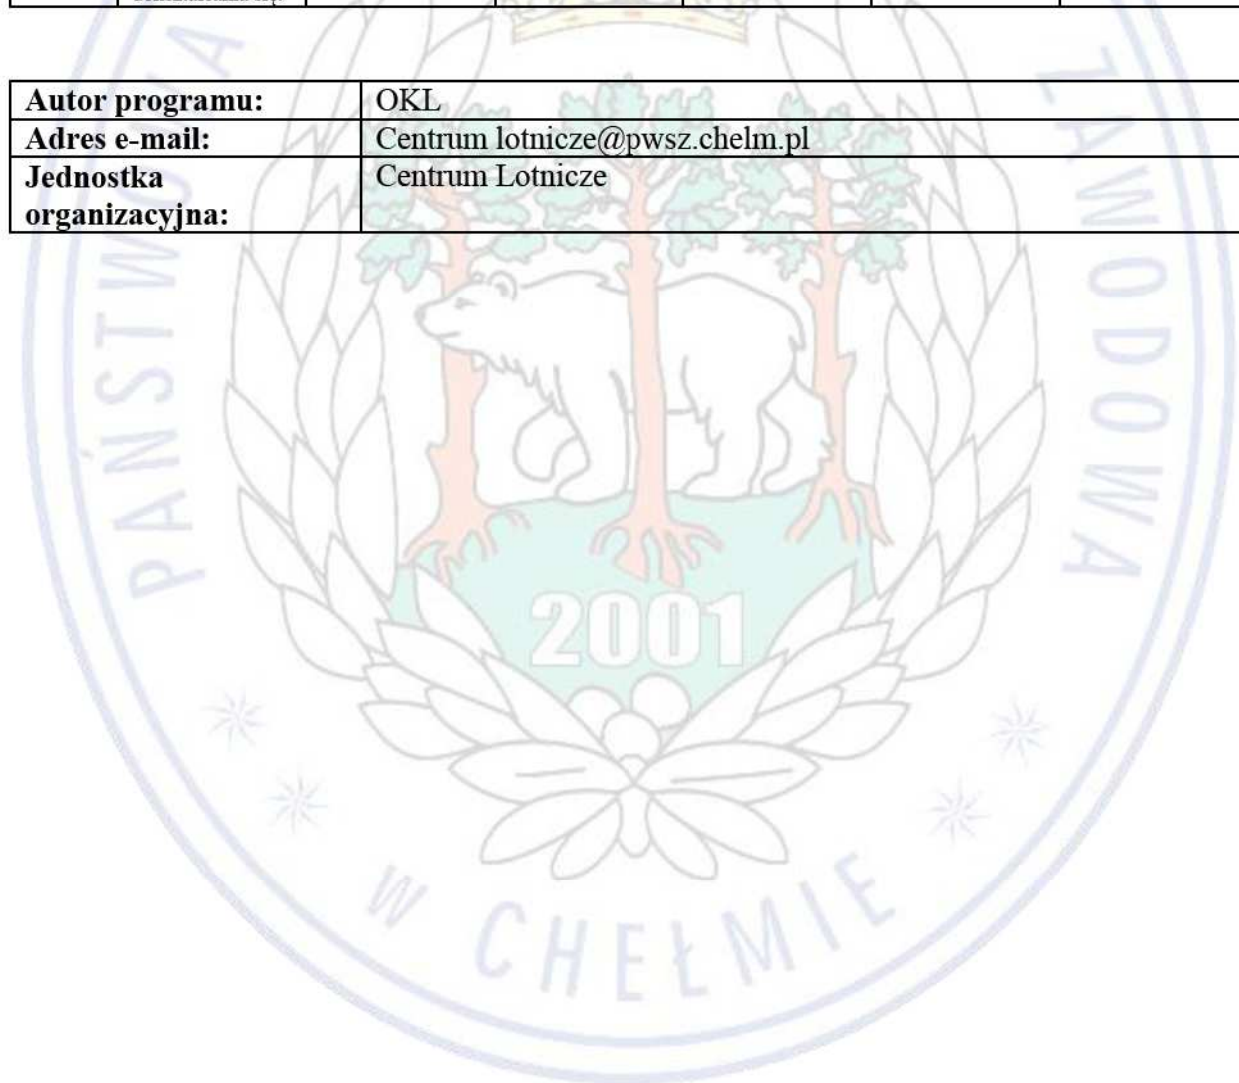 Autor programu: OKL
Adres e-mail: Centrum lotnicze@pwsz.chelm.pl
Jednostka Centrum Lotnicze
organizacyjna:
PAŃSTWOWA
ZAWODOWA
2001
W CHEŁMIE